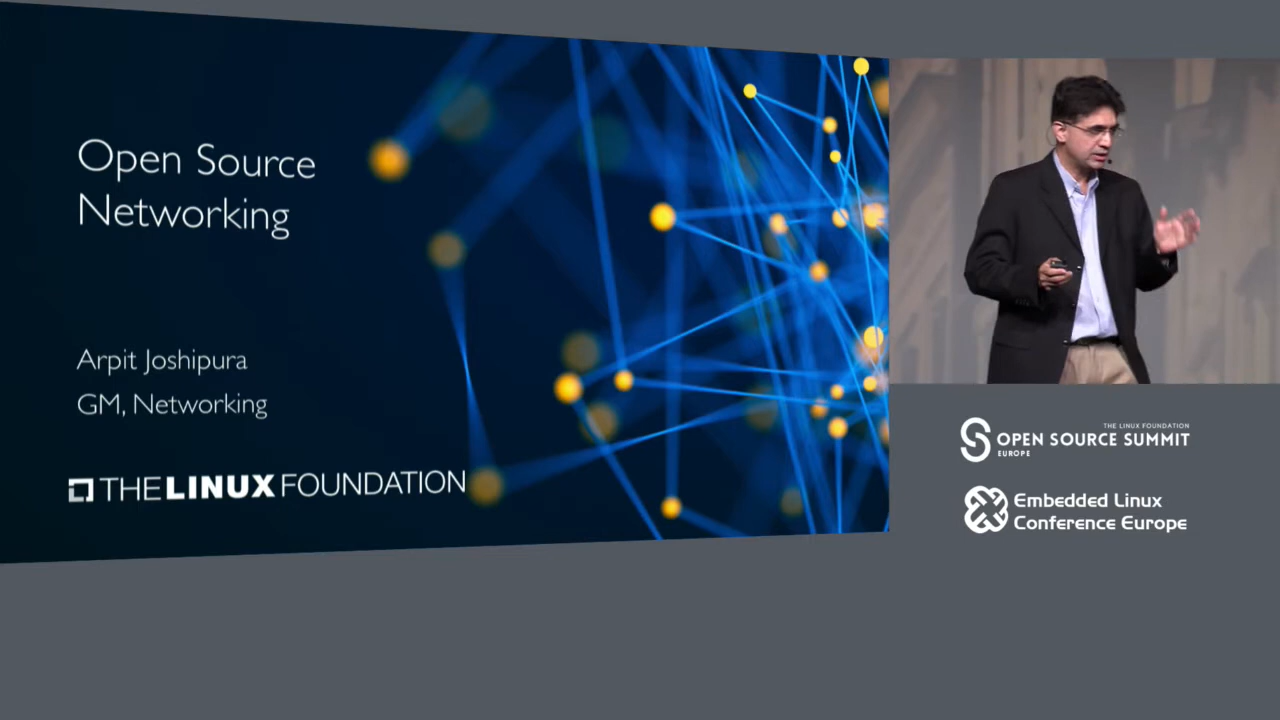 Open Source
Networking
Arpit Joshipura
GM, Networking
THE LINUX FOUNDATION
THE LINUX FOUNDATION
OPEN SOURCE SUMMIT
EUROPE
Embedded Linux
Conference Europe